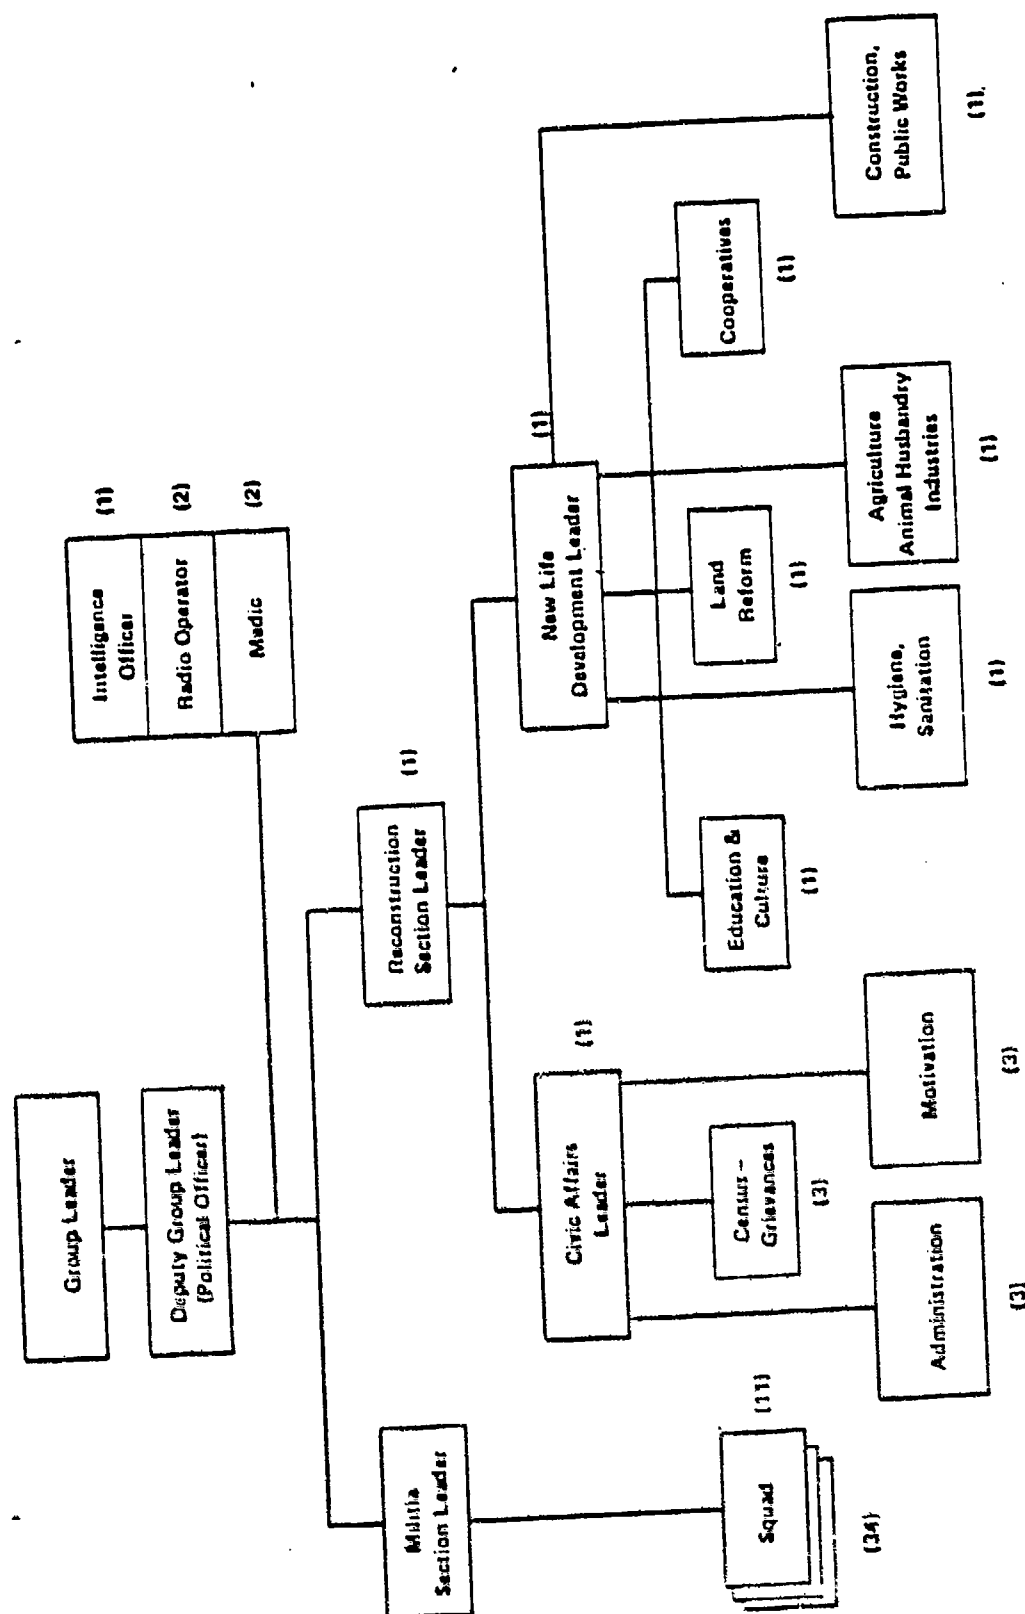 Group Leader
Deputy Group Leader
(Political Officer)
Intelligence
Officer
(1)
Radio Operator
(2)
Medic
(2)
Militia
Section Leader
Reconstruction
Section Leader
(1)
Civic Affairs
Leader
(1)
New Life
Development Leader
(1)
Squad
(11)
(34)
Census –
Grievances
(3)
Education &
Culture
(1)
Land
Reform
(1)
Cooperatives
(1)
Administration
(3)
Motivation
(3)
Hygiene,
Sanitation
(1)
Agriculture
Animal Husbandry
Industries
(1)
Construction,
Public Works
(1)